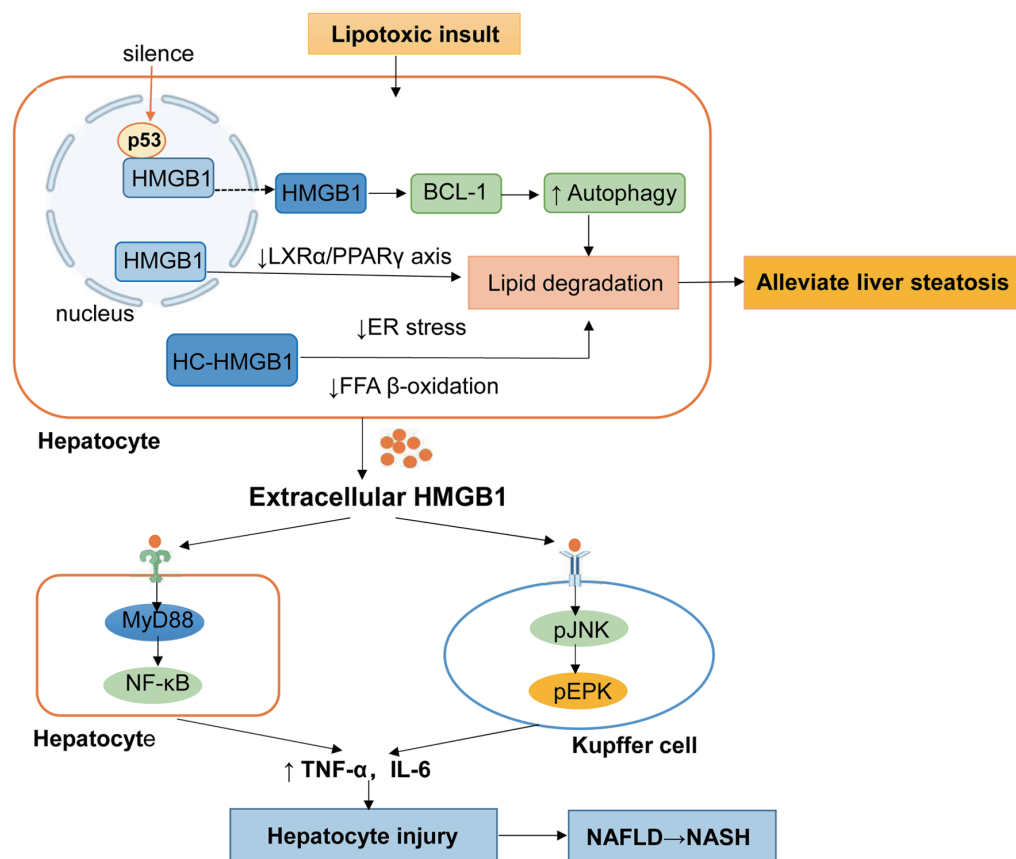 Lipotoxic insult
silence
p53
HMGB1
HMGB1
BCL-1
↑ Autophagy
HMGB1
↓LXRα/PPARγ axis
Lipid degradation
Alleviate liver steatosis
nucleus
↓ER stress
HC-HMGB1
↓FFA β-oxidation
Hepatocyte
Extracellular HMGB1
MyD88
NF-κB
Hepatocyte
pJNK
pEPK
Kupffer cell
↑ TNF-α, IL-6
Hepatocyte injury
NAFLD→NASH